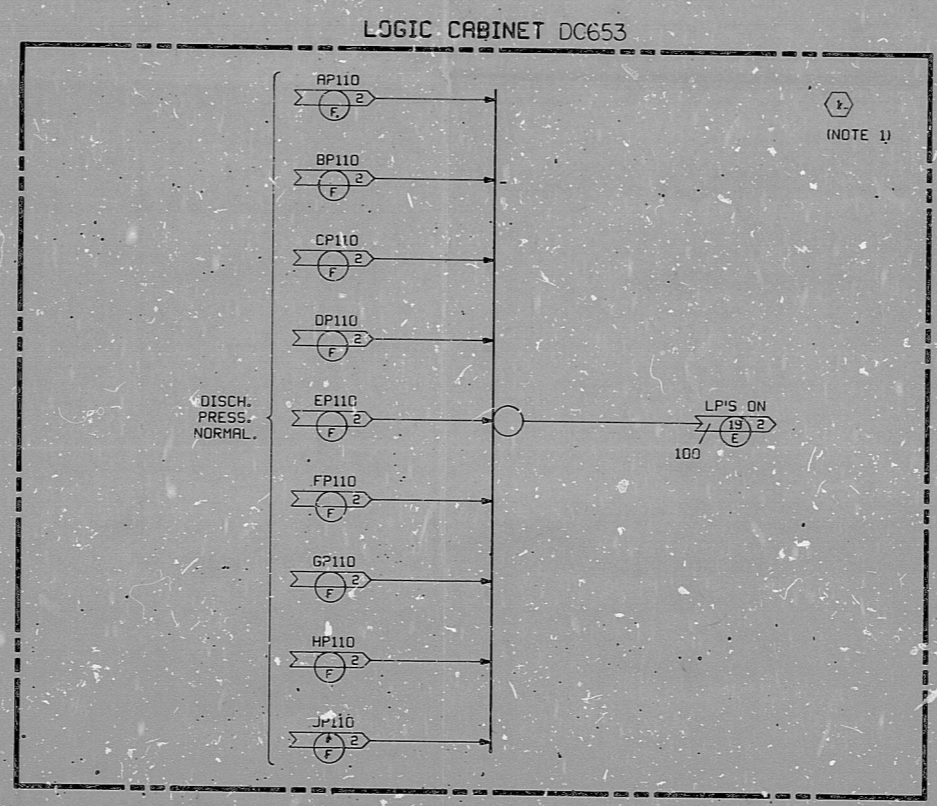 LOGIC CABINET DC653
AP110
2
F
(NOTE 1)
BP110
2
F
CP110
2
F
DP110
2
F
DISCH.
PRESS.
NORMAL.
EP110
2
F
LP'S ON
19 2
E
100
FP110
2
F
GP110
2
F
HP110
2
F
JP110
2
F